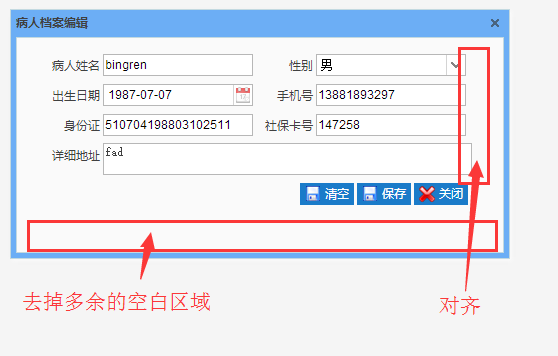 病人档案编辑
病人姓名 bingren 性别 男
出生日期 1987-07-07 手机号 13881893297
身份证 510704198803102511 社保卡号 147258
详细地址 fad
清空 保存 关闭
去掉多余的空白区域 对齐